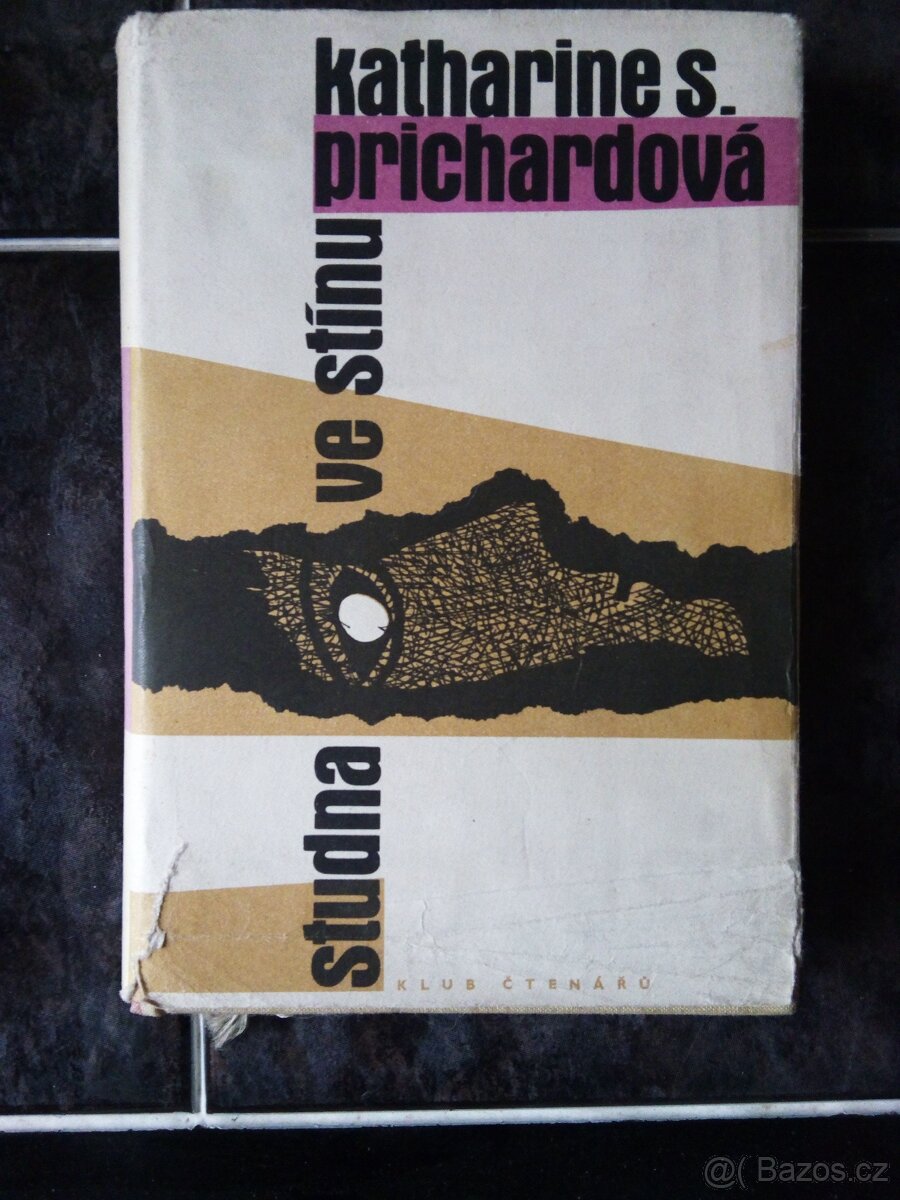 katharine s.
prichardová
studna ve stínu
KLUB ČTENÁŘŮ
@( Bazos.cz